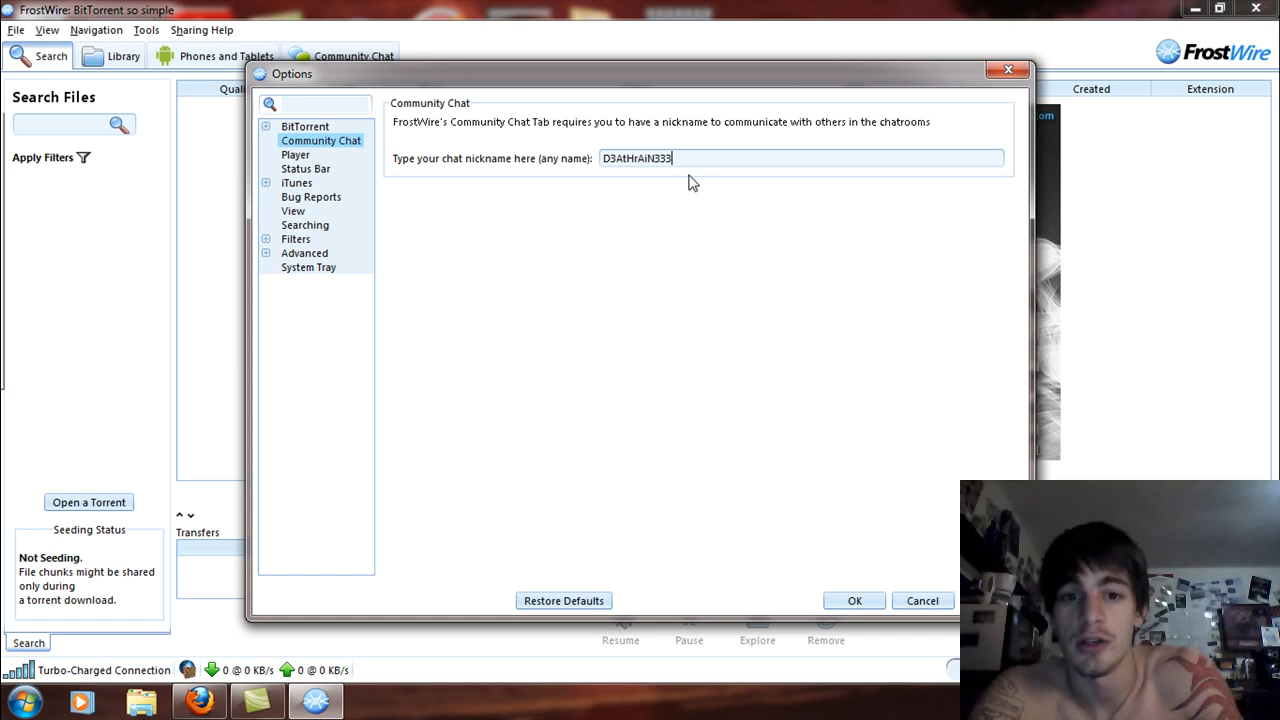 FrostWire: BitTorrent so simple
File View Navigation Tools Sharing Help
Search Library Phones and Tablets Community Chat
FrostWire
Options
Search Files
Apply Filters
Created Extension
BitTorrent
Community Chat
Player
Status Bar
iTunes
Bug Reports
View
Searching
Filters
Advanced
System Tray
Community Chat
FrostWire's Community Chat Tab requires you to have a nickname to communicate with others in the chatrooms
Type your chat nickname here (any name): D3AtHrAiN333
Open a Torrent
Seeding Status
Not Seeding.
File chunks might be shared
only during
a torrent download.
Transfers
Restore Defaults OK Cancel
Resume Pause Explore Remove
Search
Turbo-Charged Connection 0 @ 0 KB/s 0 @ 0 KB/s